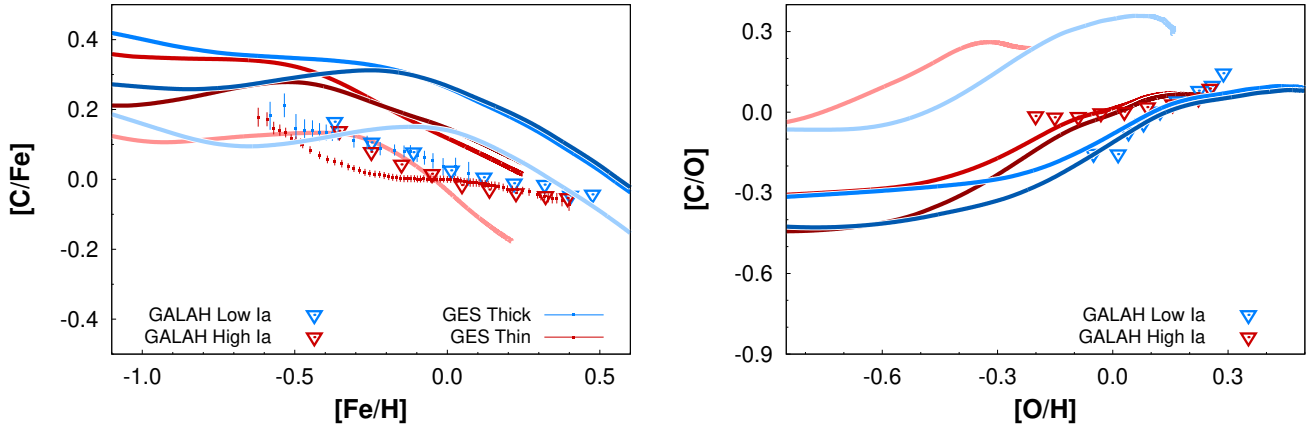 [C/Fe]
0.4
0.2
0.0
-0.2
-0.4
GALAH Low Ia
GALAH High Ia
GES Thick
GES Thin
-1.0 -0.5 0.0 0.5
[Fe/H]
[C/O]
0.3
0.0
-0.3
-0.6
-0.9
GALAH Low Ia
GALAH High Ia
-0.6 -0.3 0.0 0.3
[O/H]